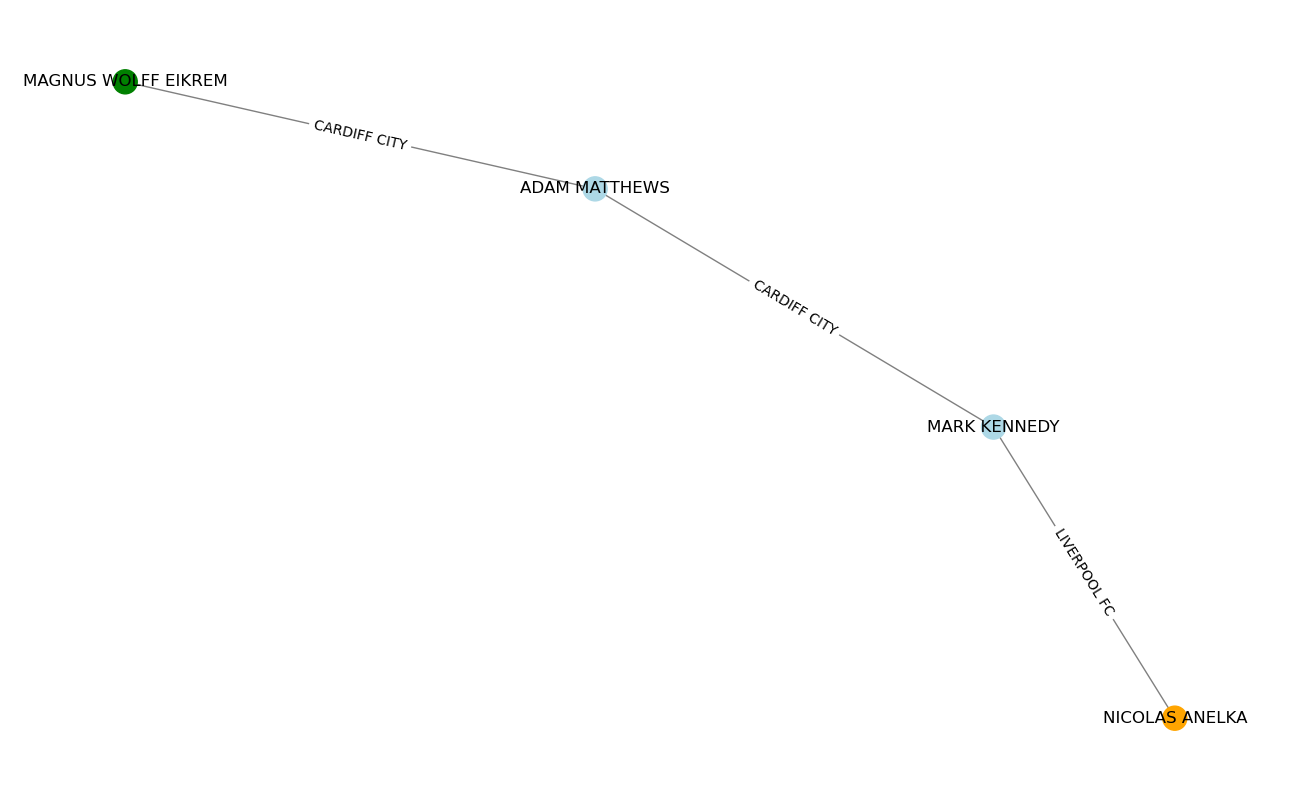 MAGNUS WOLFF EIKREM
CARDIFF CITY
ADAM MATTHEWS
CARDIFF CITY
MARK KENNEDY
LIVERPOOL FC
NICOLAS ANELKA